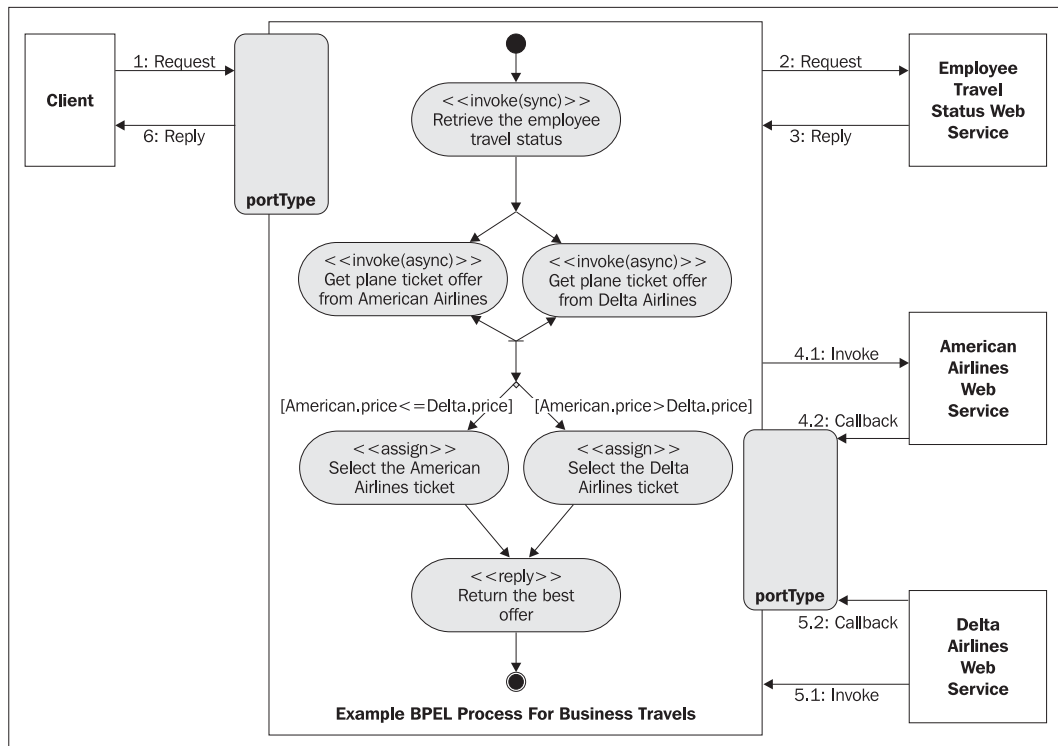 1: Request
Client
6: Reply
portType
<<invoke(sync)>>
Retrieve the employee
travel status
2: Request
3: Reply
Employee
Travel
Status Web
Service
<<invoke(async)>>
Get plane ticket offer
from American Airlines
<<invoke(async)>>
Get plane ticket offer
from Delta Airlines
4.1: Invoke
4.2: Callback
American
Airlines
Web
Service
[American.price<=Delta.price]
[American.price>Delta.price]
<<assign>>
Select the American
Airlines ticket
<<assign>>
Select the Delta
Airlines ticket
<<reply>>
Return the best
offer
portType
5.2: Callback
5.1: Invoke
Delta
Airlines
Web
Service
Example BPEL Process For Business Travels